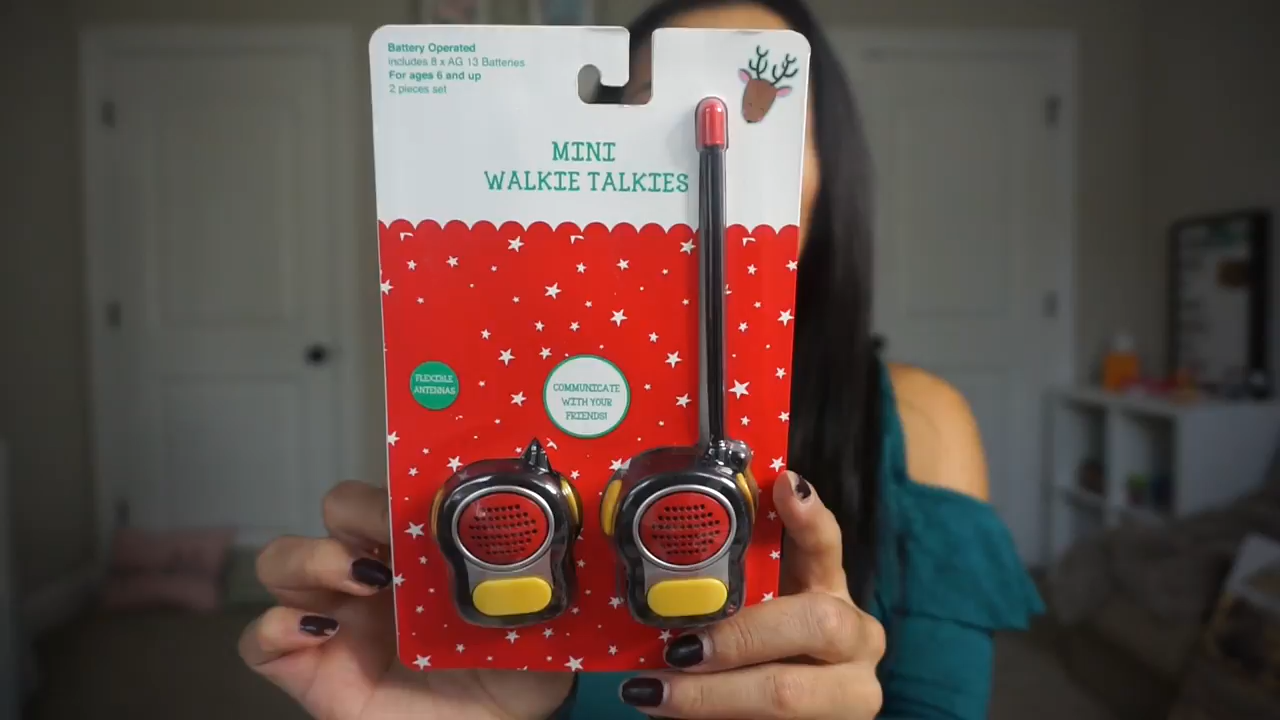 Battery Operated
includes 8 x AG 13 Batteries
For ages 6 and up
2 pieces set
MINI
WALKIE TALKIES
FLEXIBLE
ANTENNAS
COMMUNICATE
WITH YOUR
FRIENDS!